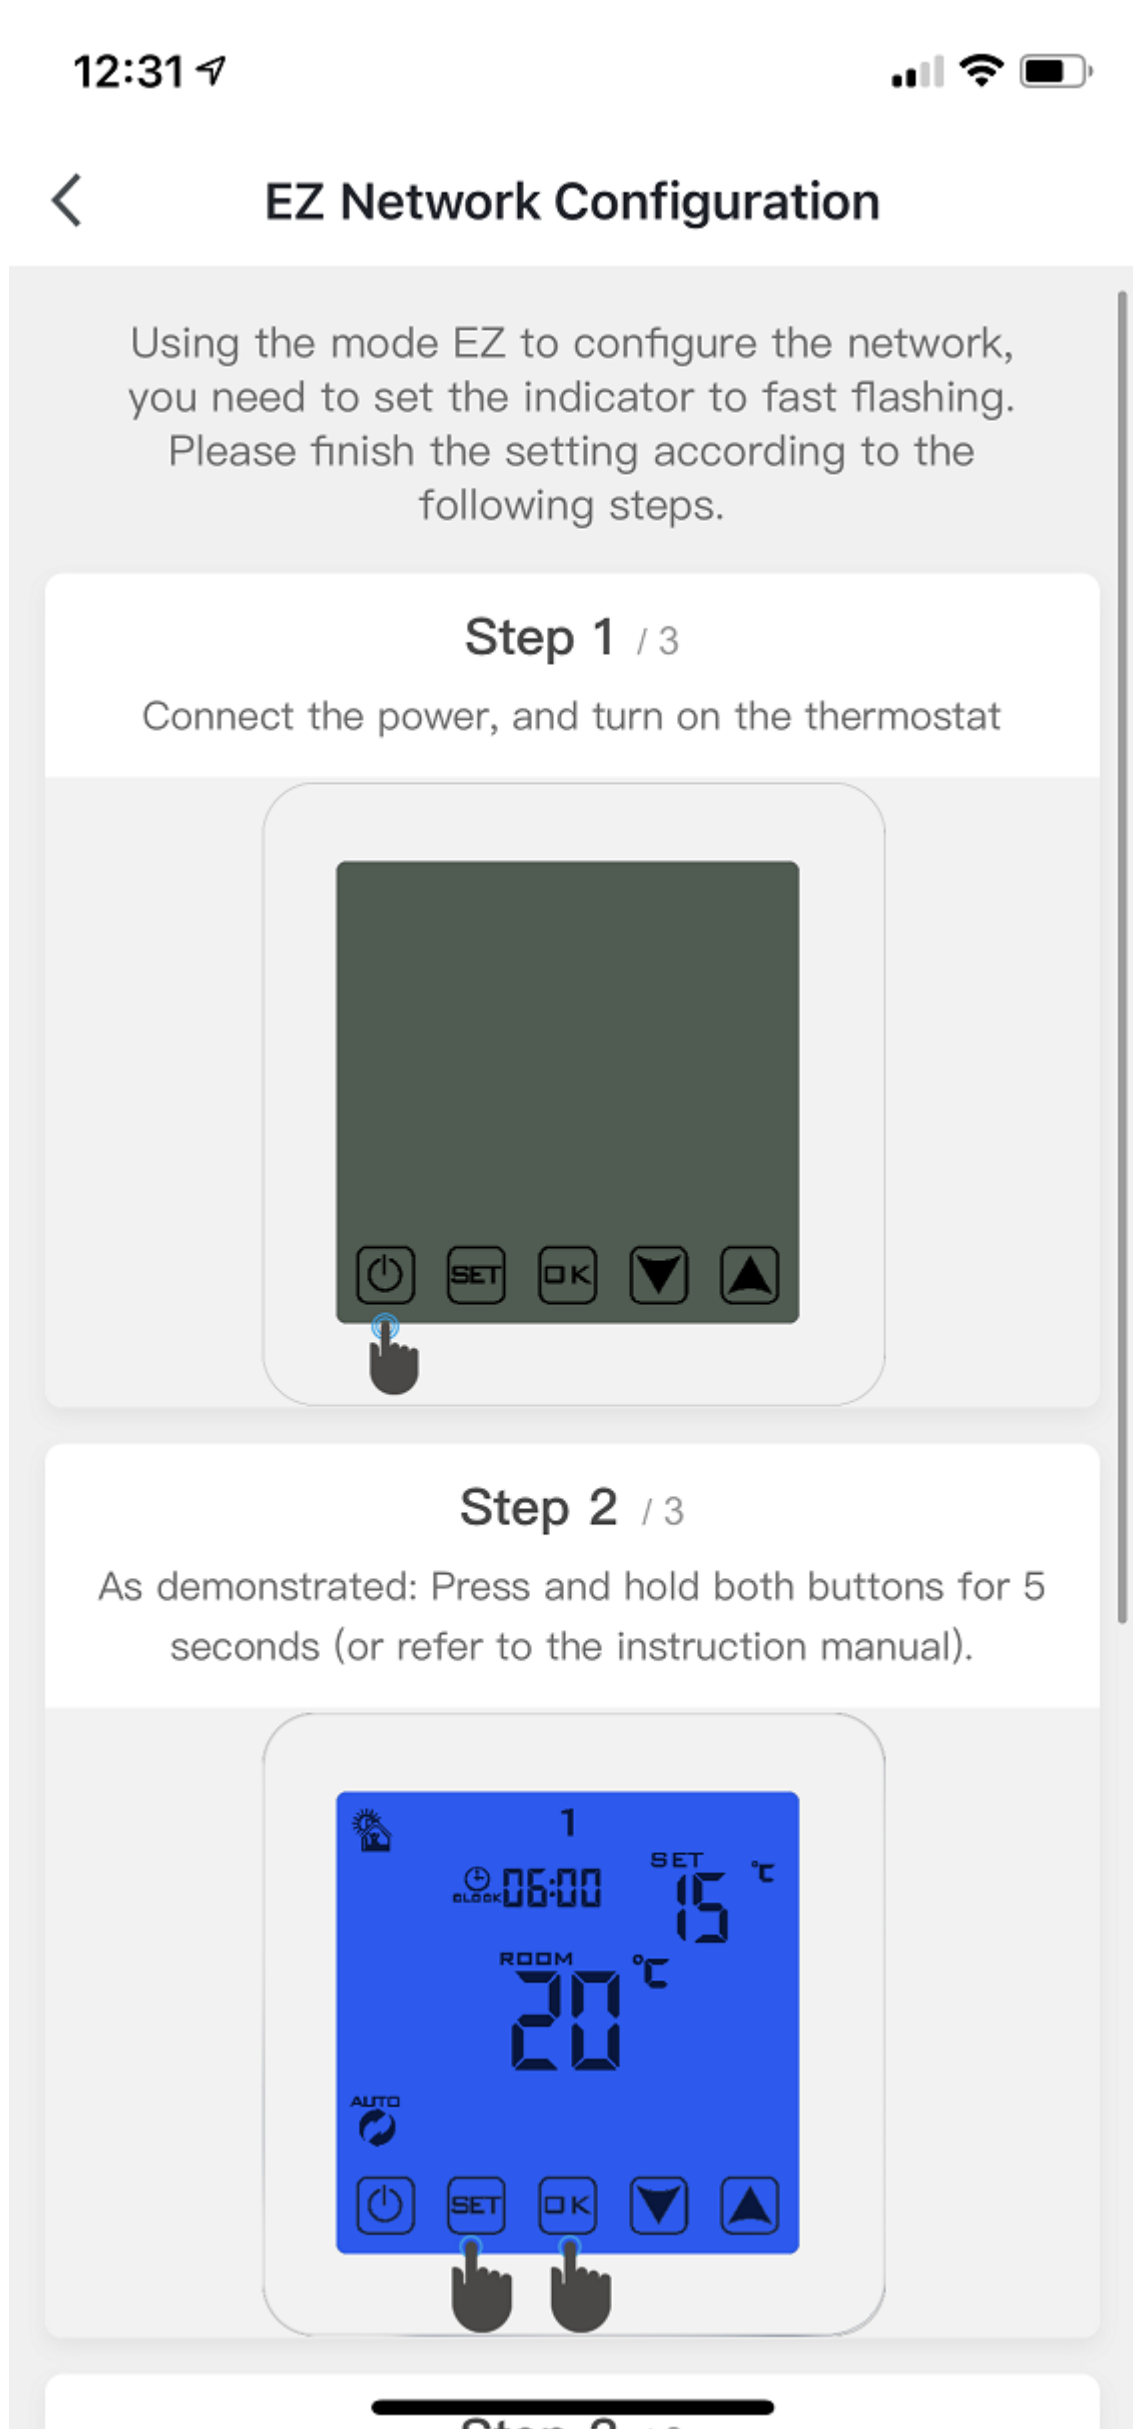 12:31
EZ Network Configuration
Using the mode EZ to configure the network,
you need to set the indicator to fast flashing.
Please finish the setting according to the
following steps.
Step 1 / 3
Connect the power, and turn on the thermostat
SET OK
Step 2 / 3
As demonstrated: Press and hold both buttons for 5
seconds (or refer to the instruction manual).
1
SET
CLOCK 06:00 15 °C
ROOM
20 °C
AUTO
SET OK